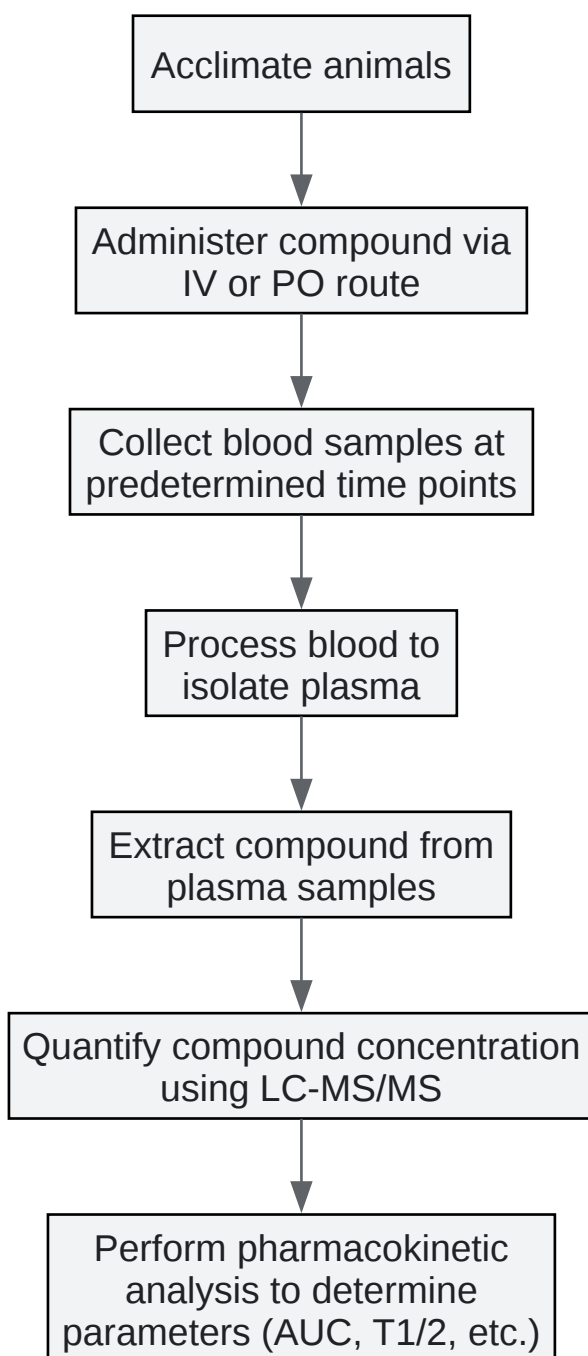 Acclimate animals
Administer compound via
IV or PO route
Collect blood samples at
predetermined time points
Process blood to
isolate plasma
Extract compound from
plasma samples
Quantify compound concentration
using LC-MS/MS
Perform pharmacokinetic
analysis to determine
parameters (AUC, T1/2, etc.)